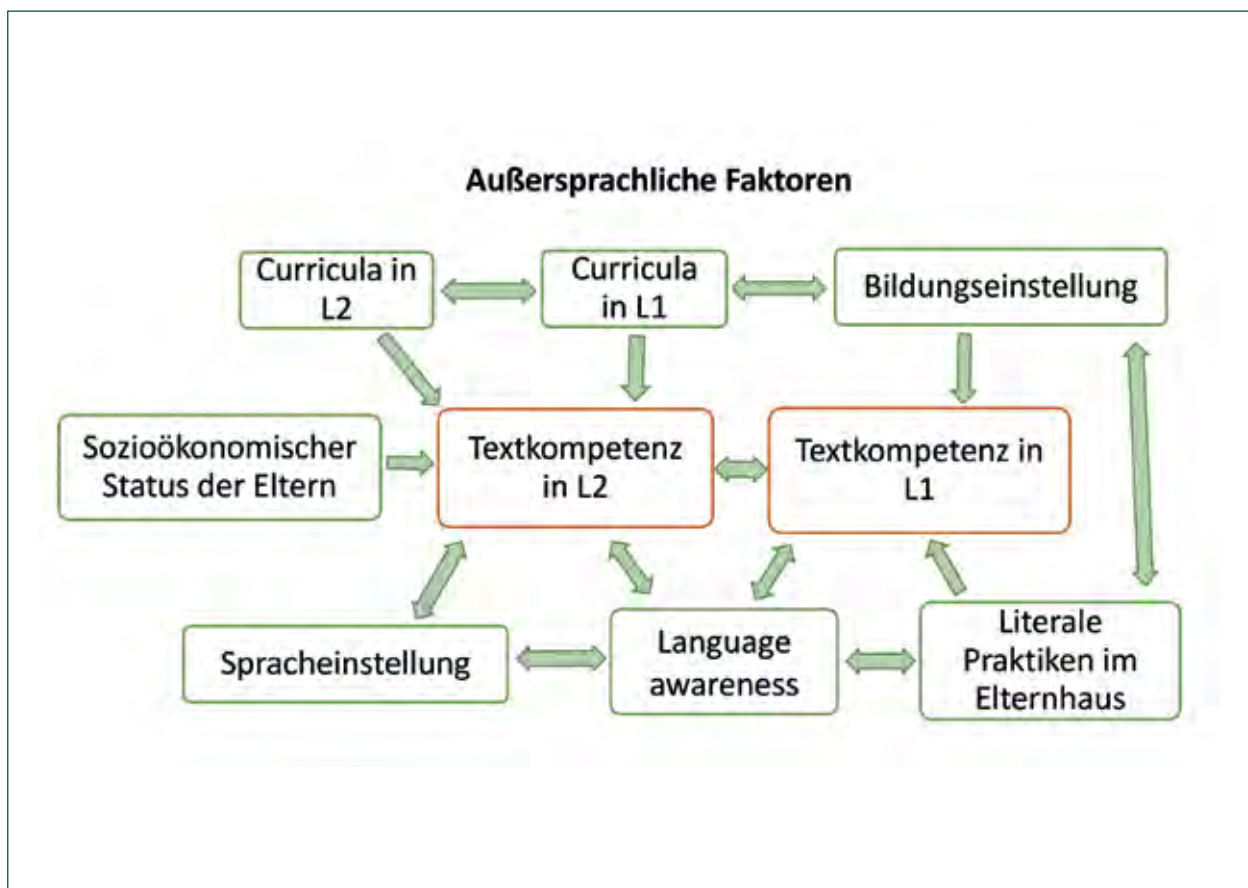 Außersprachliche Faktoren
Curricula in
L2
Curricula
in L1
Bildungseinstellung
Sozioökonomischer
Status der Eltern
Textkompetenz
in L2
Textkompetenz in
L1
Spracheinstellung
Language
awareness
Literale
Praktiken im
Elternhaus